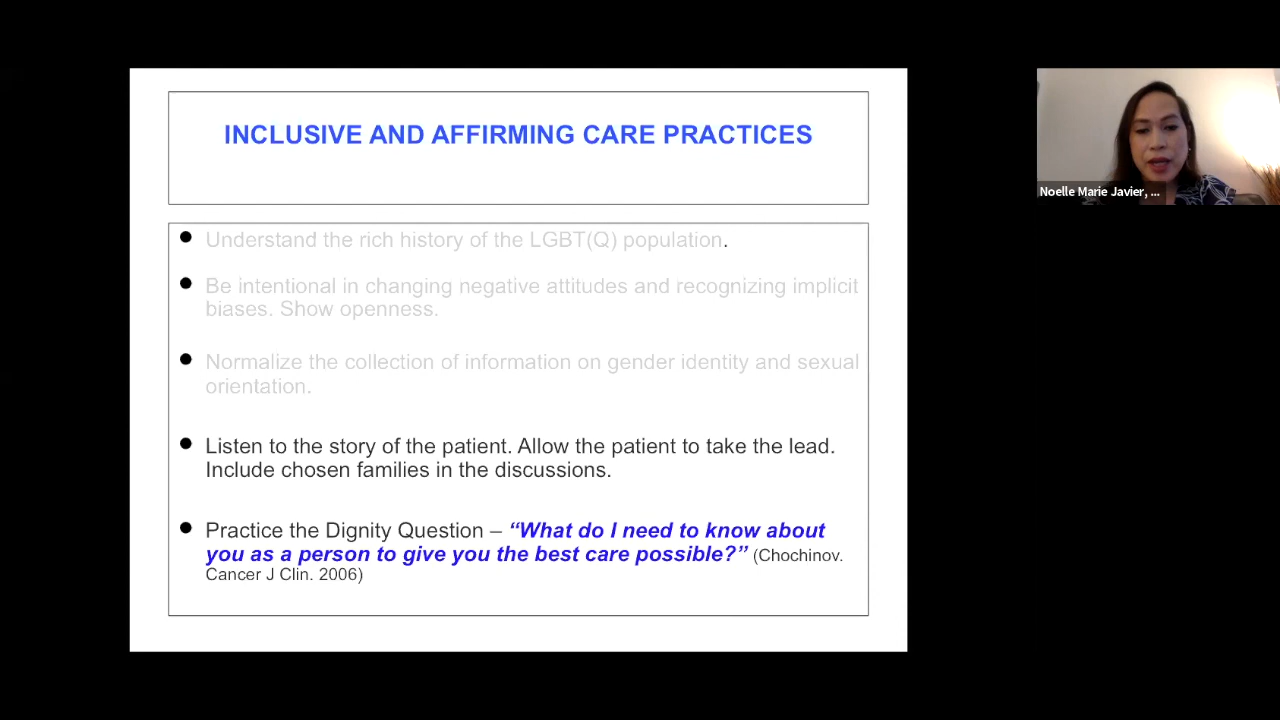 INCLUSIVE AND AFFIRMING CARE PRACTICES
Understand the rich history of the LGBT(Q) population.
Be intentional in changing negative attitudes and recognizing implicit
biases. Show openness.
Normalize the collection of information on gender identity and sexual
orientation.
Listen to the story of the patient. Allow the patient to take the lead.
Include chosen families in the discussions.
Practice the Dignity Question – “What do I need to know about
you as a person to give you the best care possible?” (Chochinov.
Cancer J Clin. 2006)
Noelle Marie Javier, ...